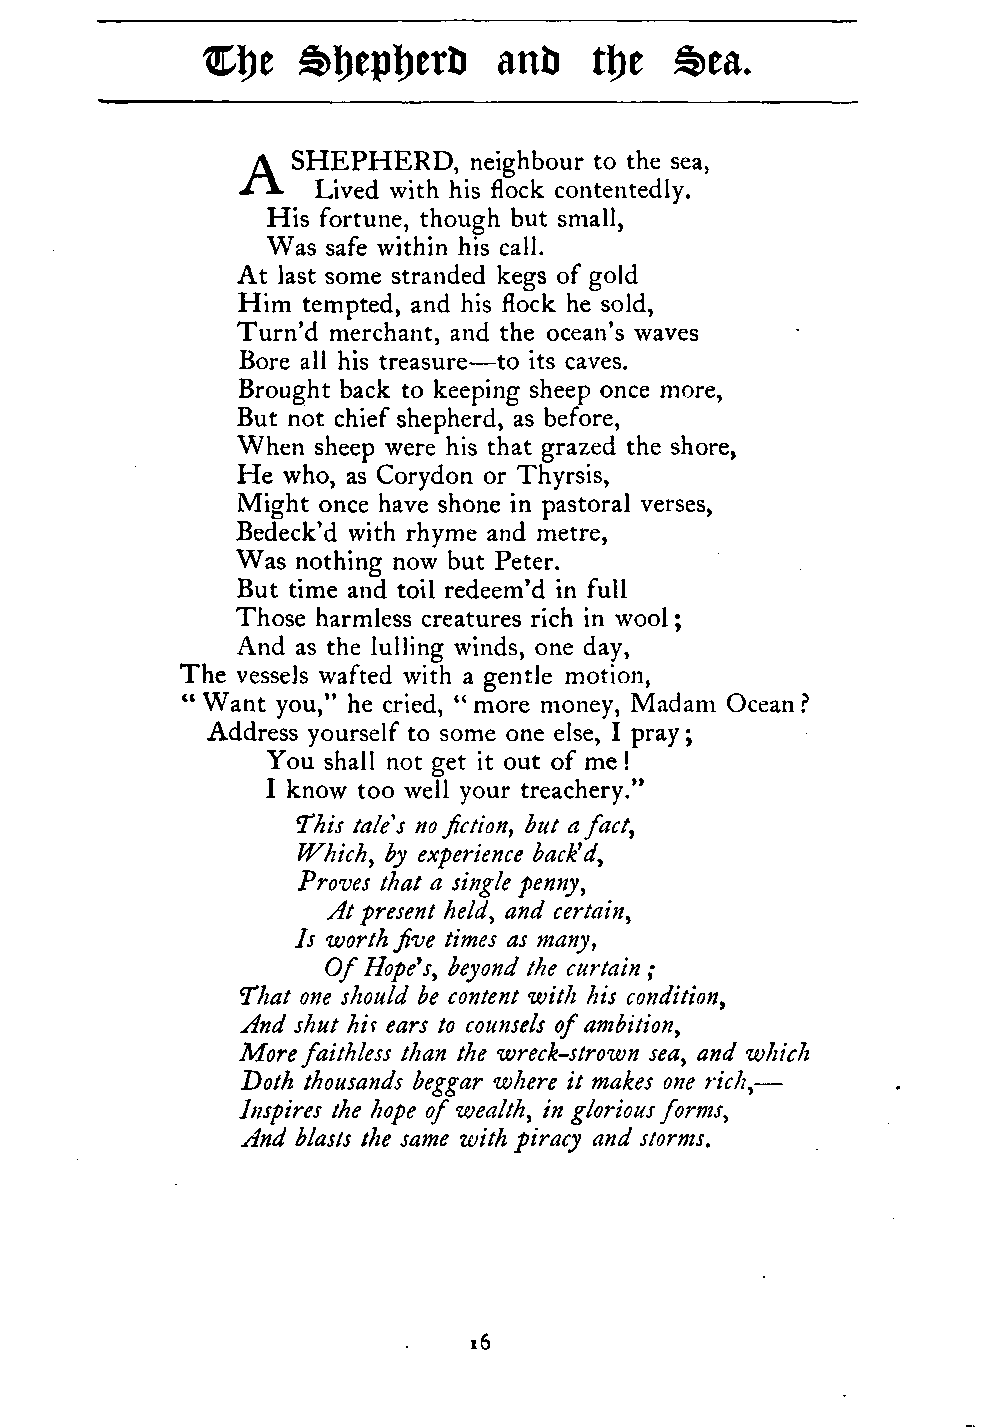 The Shepherd and the Sea.
A SHEPHERD, neighbour to the sea,
Lived with his flock contentedly.
His fortune, though but small,
Was safe within his call.
At last some stranded kegs of gold
Him tempted, and his flock he sold,
Turn'd merchant, and the ocean's waves
Bore all his treasure—to its caves.
Brought back to keeping sheep once more,
But not chief shepherd, as before,
When sheep were his that grazed the shore,
He who, as Corydon or Thyrsis,
Might once have shone in pastoral verses,
Bedeck'd with rhyme and metre,
Was nothing now but Peter.
But time and toil redeem'd in full
Those harmless creatures rich in wool;
And as the lulling winds, one day,
The vessels wafted with a gentle motion,
"Want you," he cried, "more money, Madam Ocean?
Address yourself to some one else, I pray;
You shall not get it out of me!
I know too well your treachery."
This tale's no fiction, but a fact,
Which, by experience back'd,
Proves that a single penny,
At present held, and certain,
Is worth five times as many,
Of Hope's, beyond the curtain;
That one should be content with his condition,
And shut his ears to counsels of ambition,
More faithless than the wreck-strown sea, and which
Doth thousands beggar where it makes one rich,—
Inspires the hope of wealth, in glorious forms,
And blasts the same with piracy and storms.
16